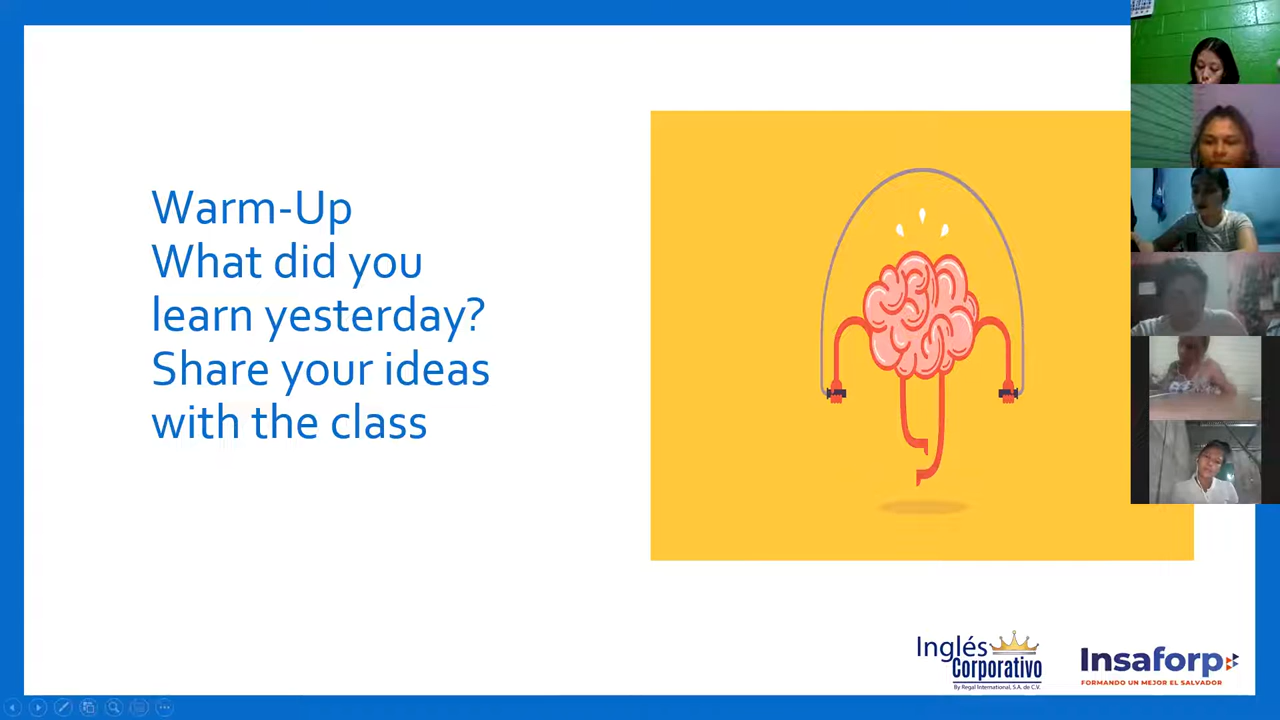 Warm-Up
What did you
learn yesterday?
Share your ideas
with the class
Inglés
Corporativo
By Regal International, S.A. de C.V.
Insaforp
FORMANDO UN MEJOR EL SALVADOR